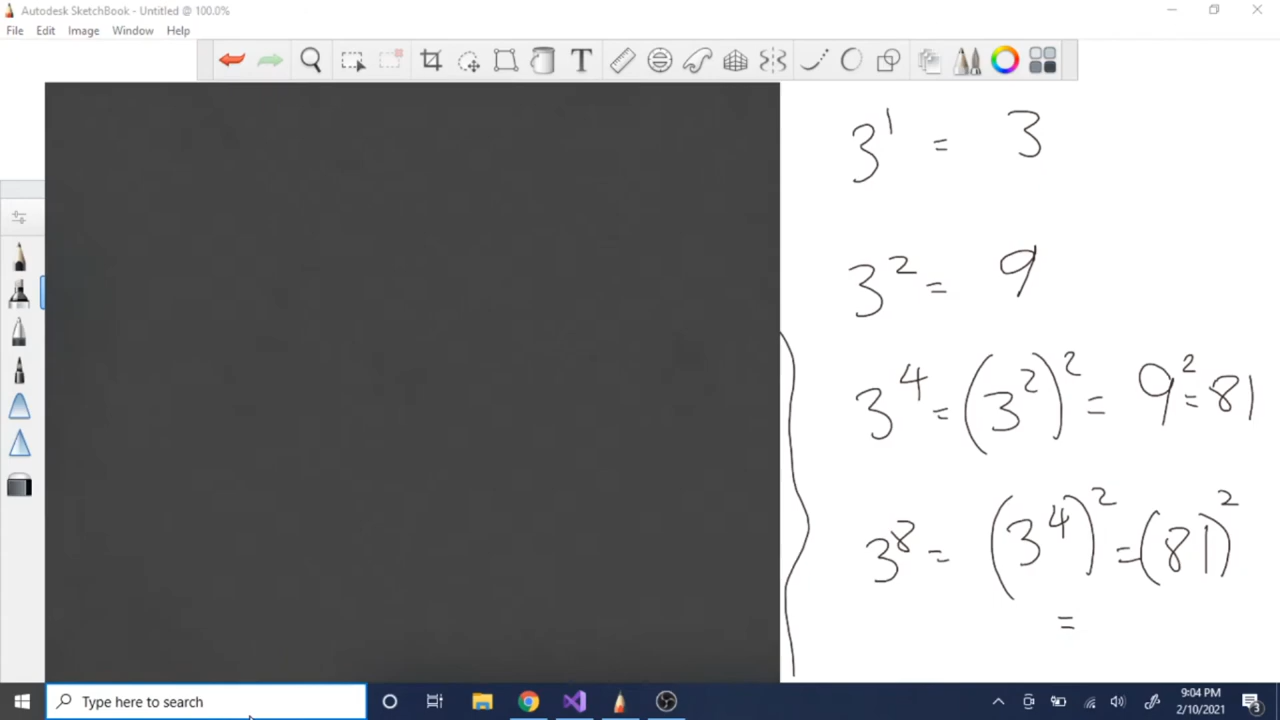 Autodesk SketchBook - Untitled @ 100.0%
File Edit Image Window Help
T
3¹ = 3
3² = 9
3⁴ = (3²)² = 9² = 81
3⁸ = (3⁴)² = (81)²
=
Type here to search
9:04 PM
2/10/2021
3